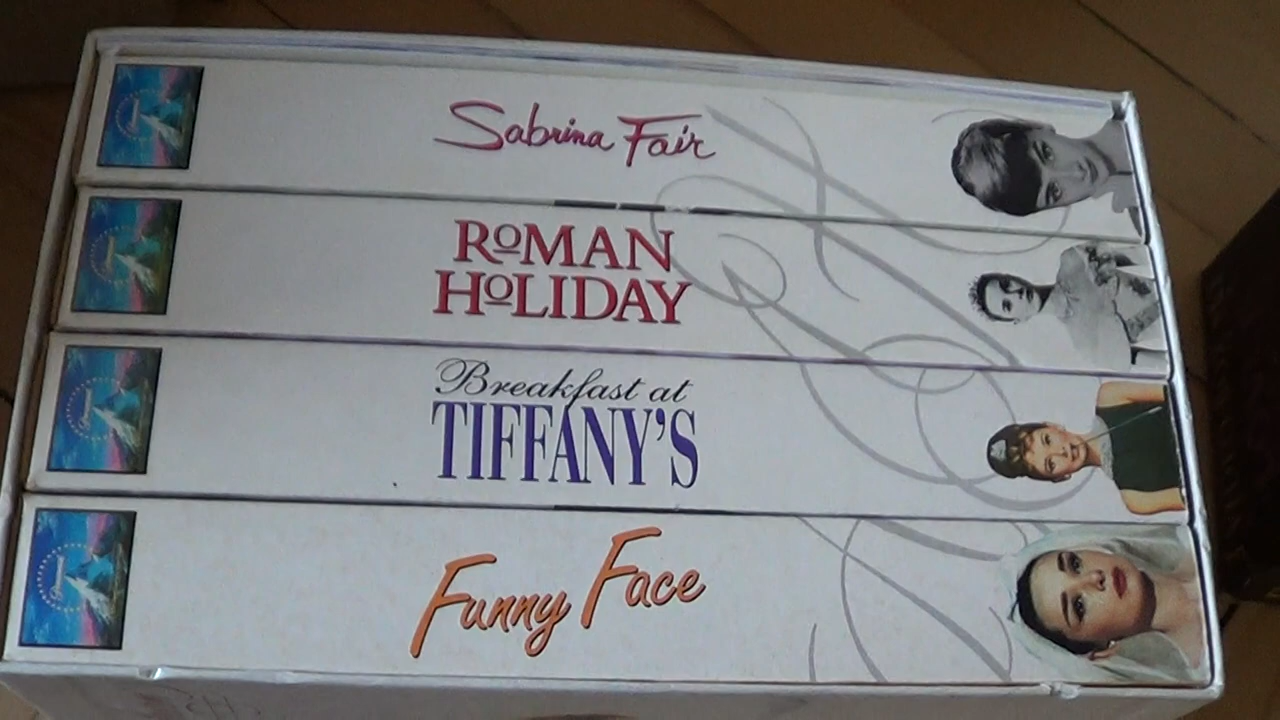 Sabrina Fair
ROMAN
HOLIDAY
Breakfast at
TIFFANY'S
Funny Face